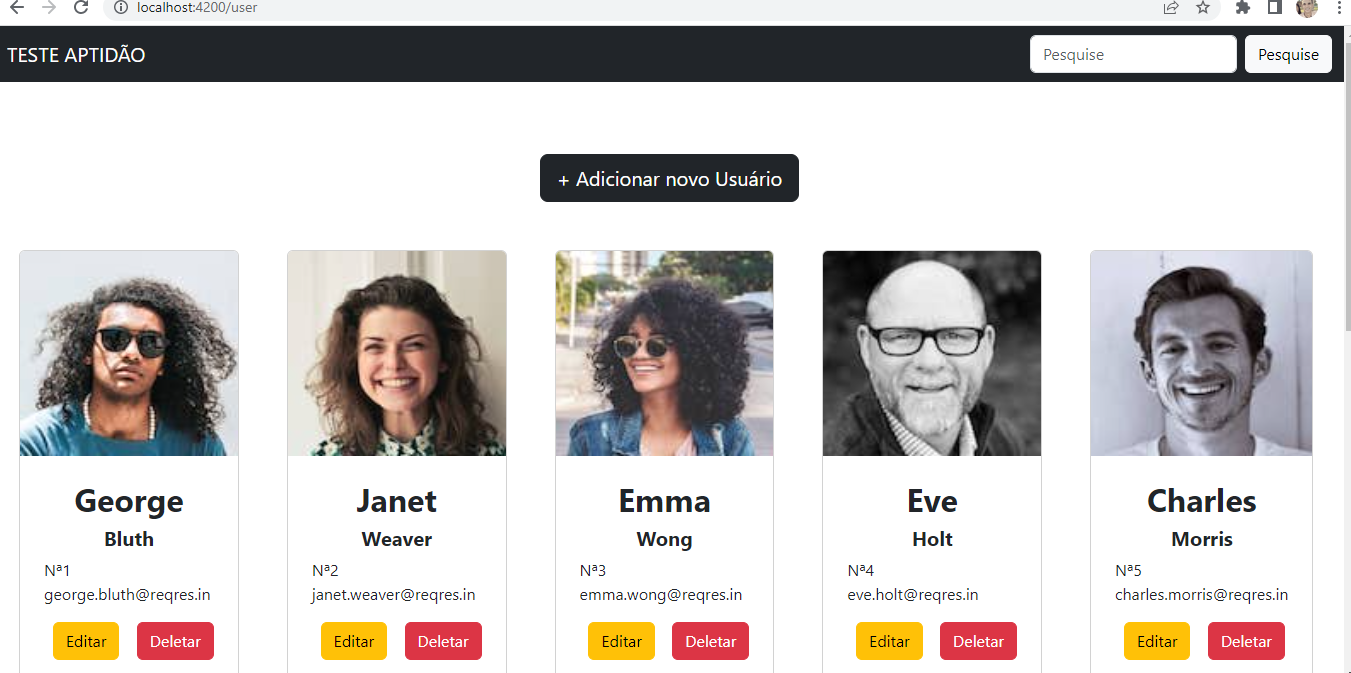 localhost:4200/user
TESTE APTIDÃO
Pesquise
Pesquise
+ Adicionar novo Usuário
George
Bluth
Nª1
george.bluth@reqres.in
Editar
Deletar
Janet
Weaver
Nª2
janet.weaver@reqres.in
Editar
Deletar
Emma
Wong
Nª3
emma.wong@reqres.in
Editar
Deletar
Eve
Holt
Nª4
eve.holt@reqres.in
Editar
Deletar
Charles
Morris
Nª5
charles.morris@reqres.in
Editar
Deletar